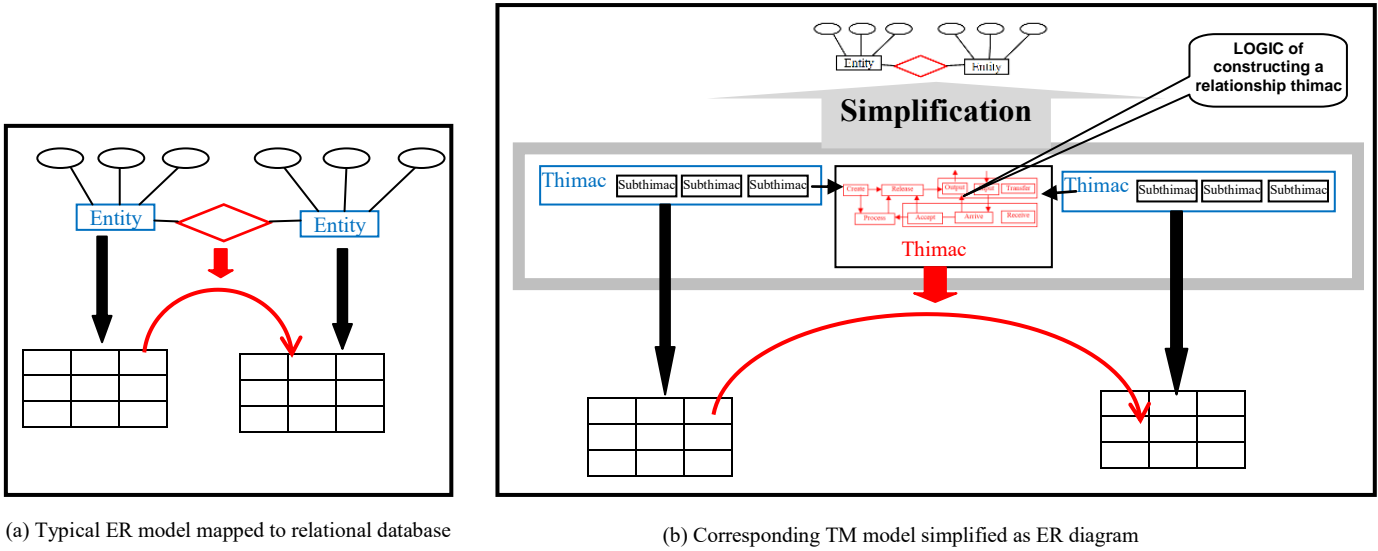 Entity
Entity
(a) Typical ER model mapped to relational database
Entity
Entity
LOGIC of
constructing a
relationship thimac
Simplification
Thimac
Subthimac
Subthimac
Subthimac
Create
Release
Output
Transfer
Process
Accept
Arrive
Receive
Thimac
Thimac
Subthimac
Subthimac
Subthimac
(b) Corresponding TM model simplified as ER diagram